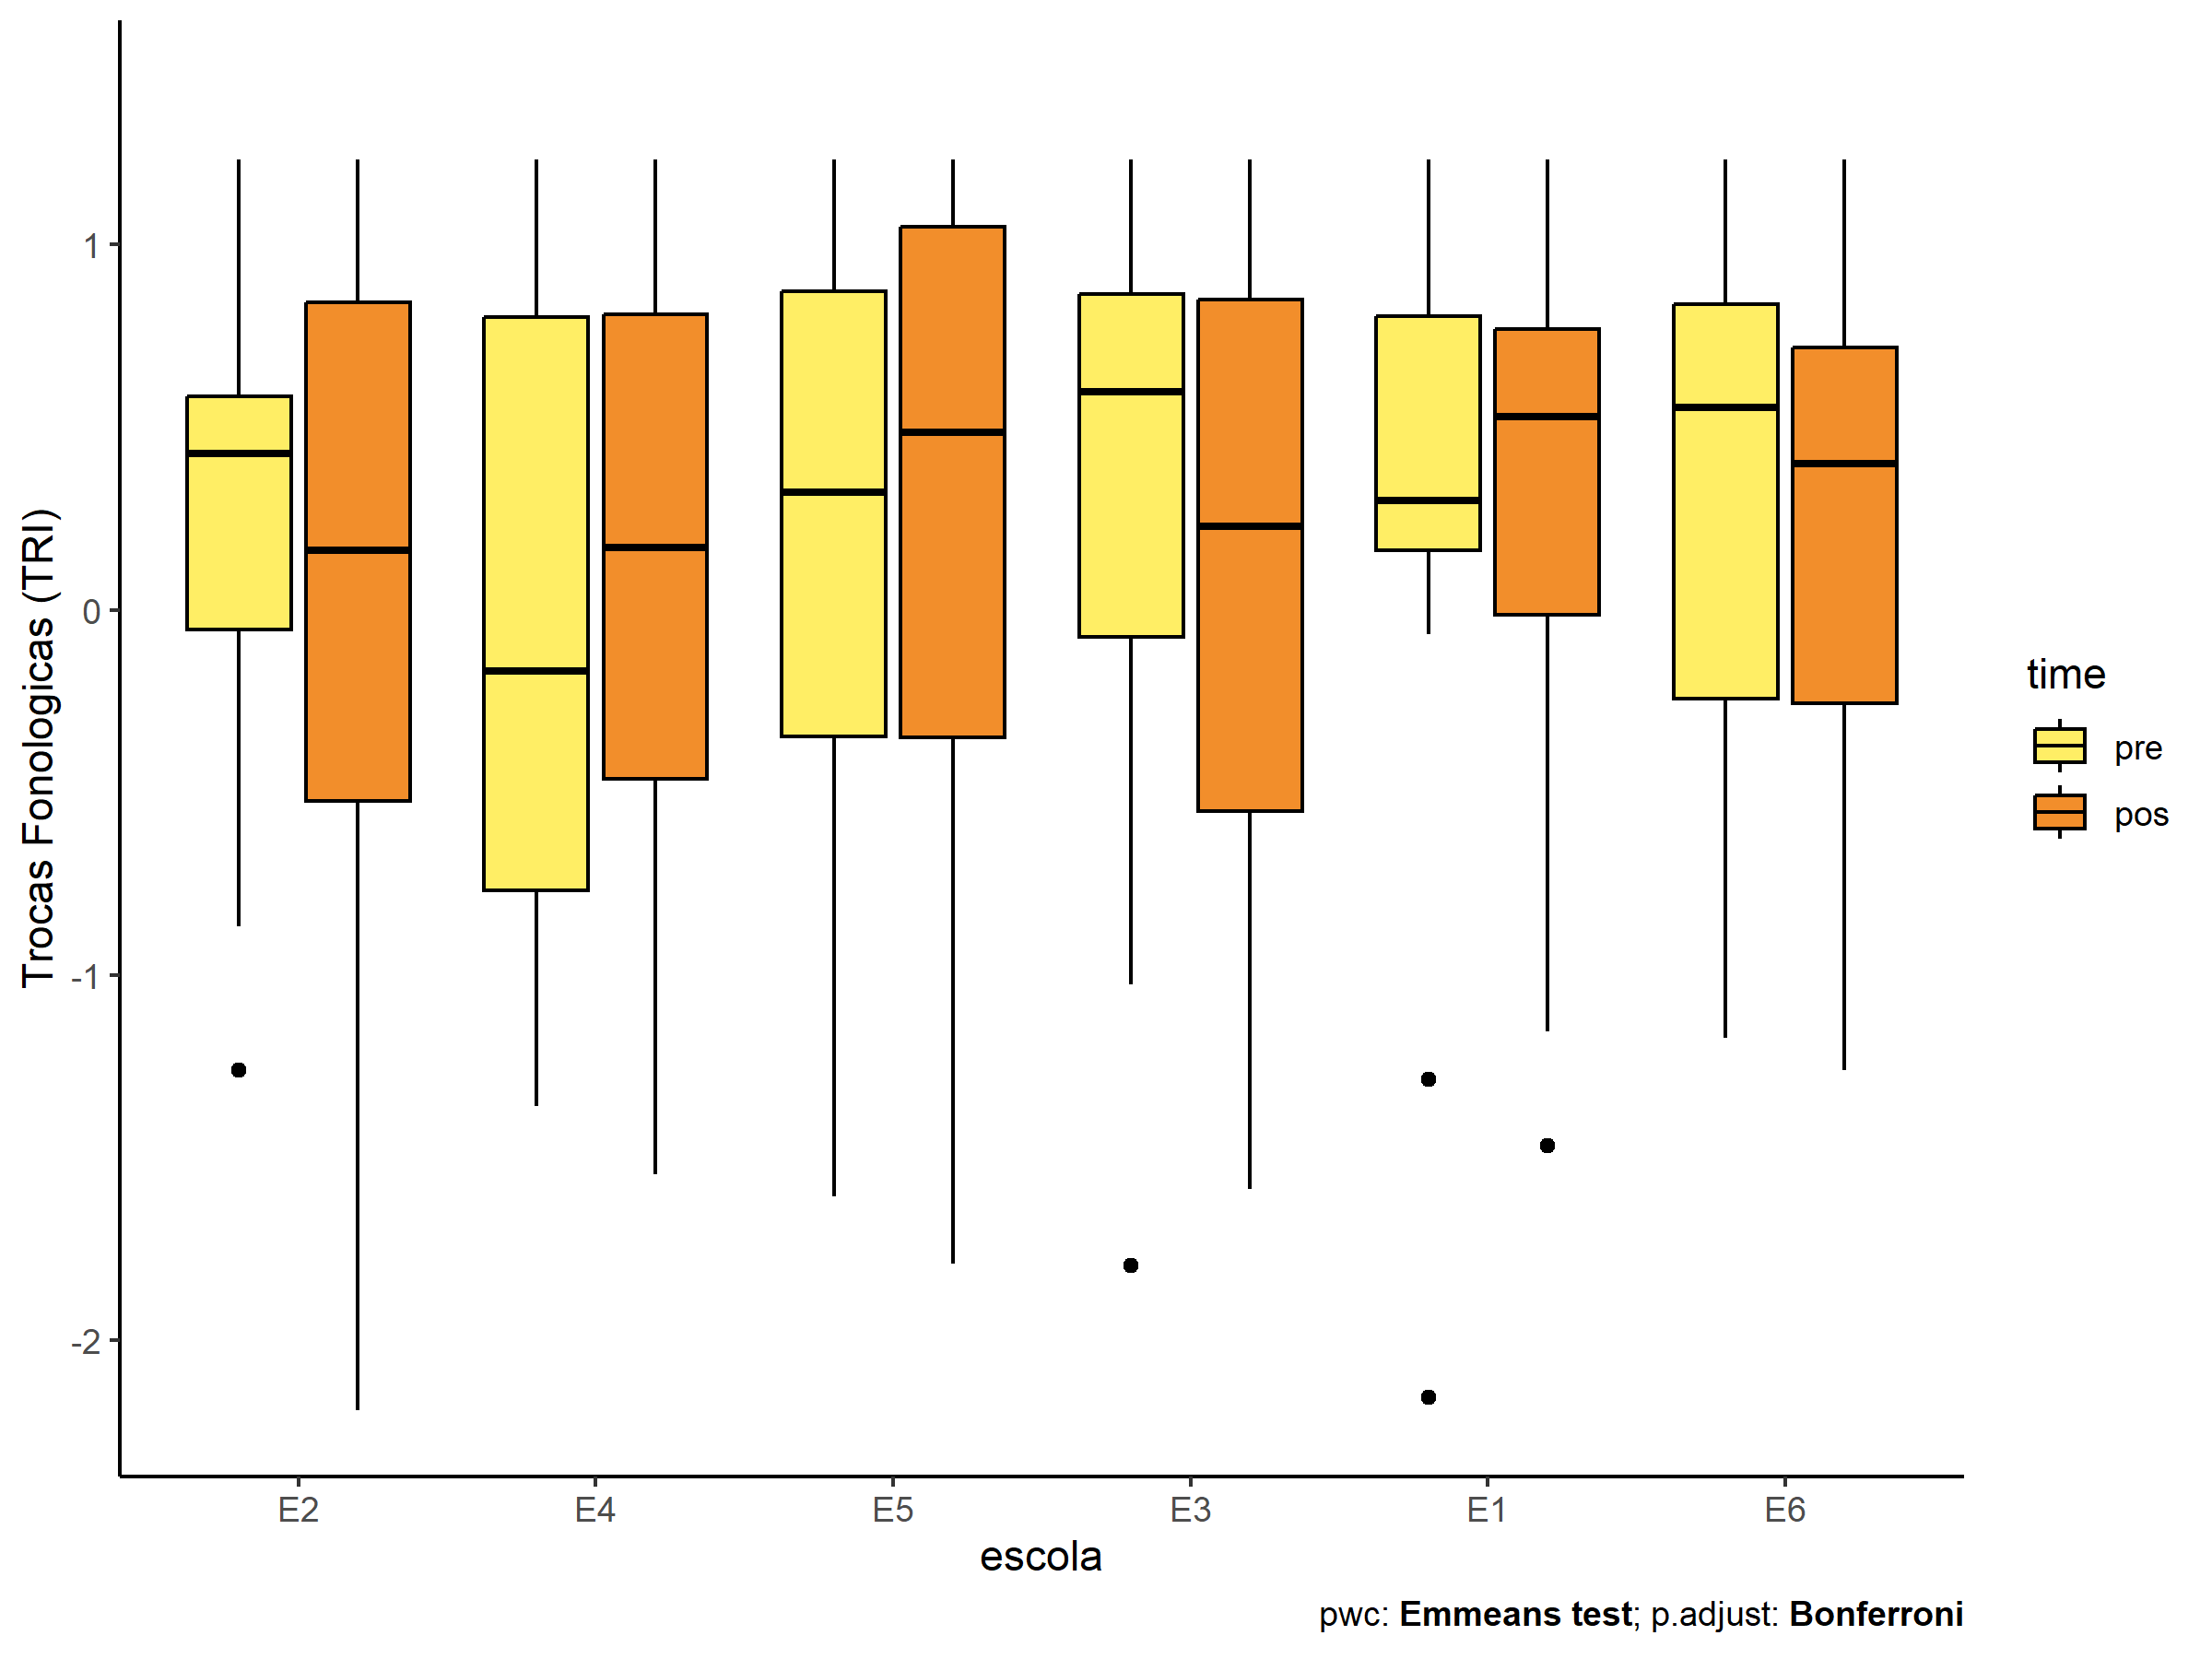 Trocas Fonologicas (TRI)
1
0
-1
-2
E2 E4 E5 E3 E1 E6
escola
time
pre
pos
pwc: Emmeans test; p.adjust: Bonferroni